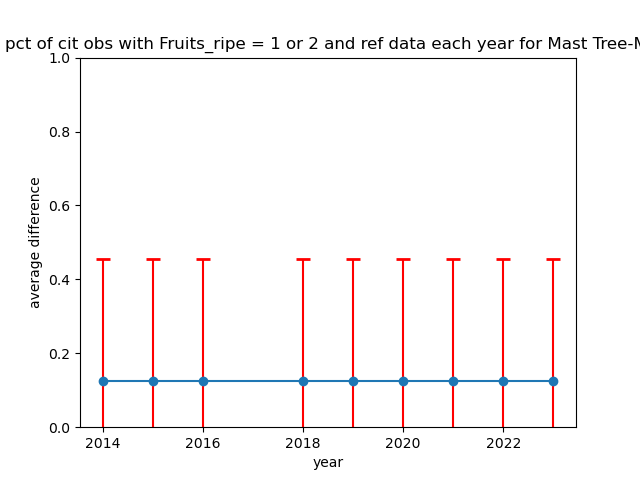 pct of cit obs with Fruits_ripe = 1 or 2 and ref data each year for Mast Tree-M
1.0
0.8
0.6
0.4
0.2
0.0
average difference
2014 2016 2018 2020 2022
year